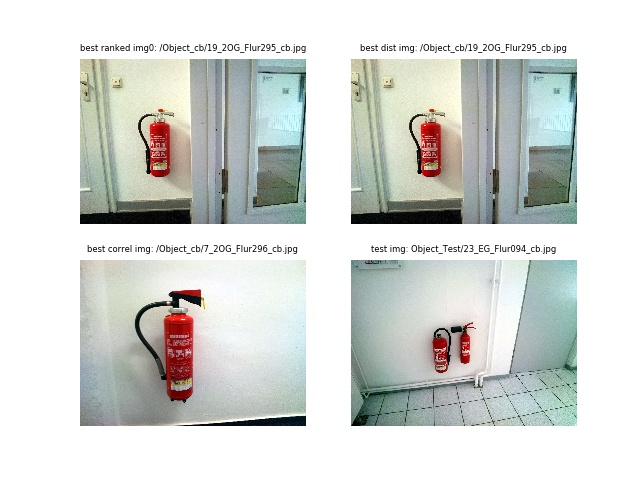 best ranked img0: /Object_cb/19_2OG_Flur295_cb.jpg
best dist img: /Object_cb/19_2OG_Flur295_cb.jpg
best correl img: /Object_cb/7_2OG_Flur296_cb.jpg
test img: Object_Test/23_EG_Flur094_cb.jpg